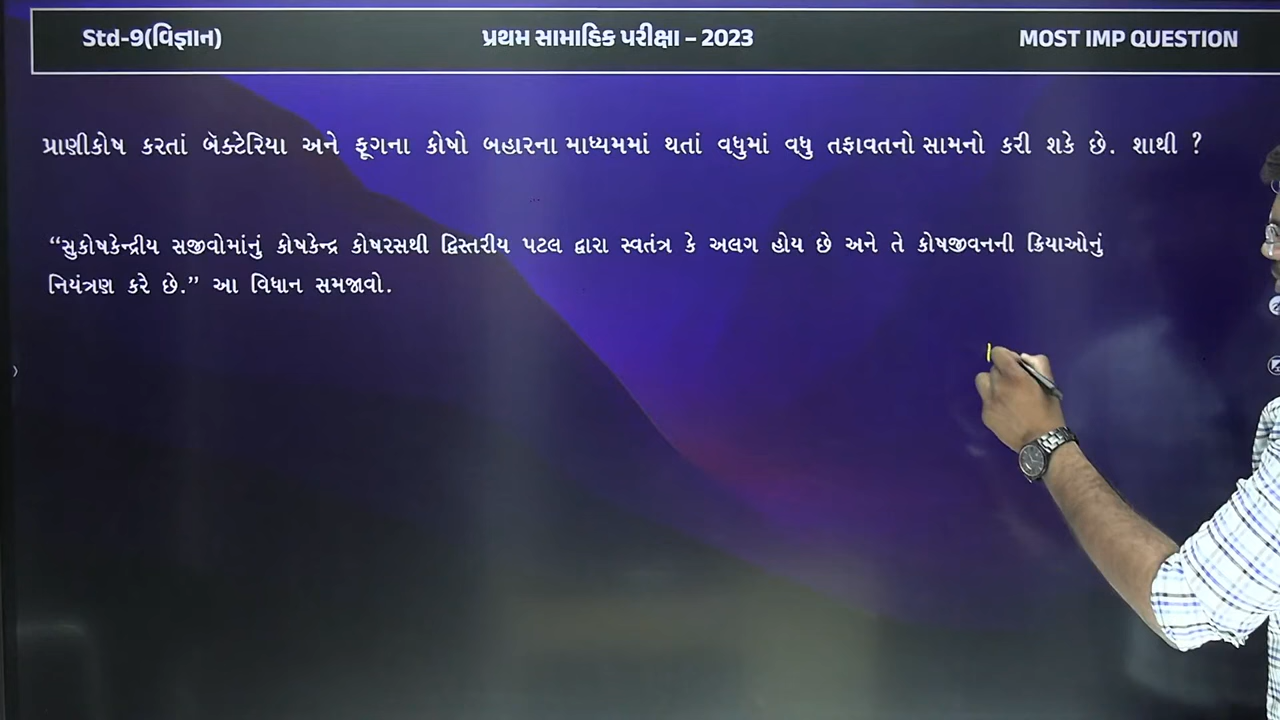 Std-9(વિજ્ઞાન)
પ્રથમ સામાહિક પરીક્ષા – 2023
MOST IMP QUESTION
પ્રાણીકોષ કરતાં બૅક્ટેરિયા અને ફૂગના કોષો બહારના માધ્યમમાં થતાં વધુમાં વધુ તફાવતનો સામનો કરી શકે છે. શાથી ?
“સુકોષકેન્દ્રીય સજીવોમાંનું કોષકેન્દ્ર કોષરસથી દ્વિસ્તરીય પટલ દ્વારા સ્વતંત્ર કે અલગ હોય છે અને તે કોષજીવનની ક્રિયાઓનું
નિયંત્રણ કરે છે.” આ વિધાન સમજાવો.